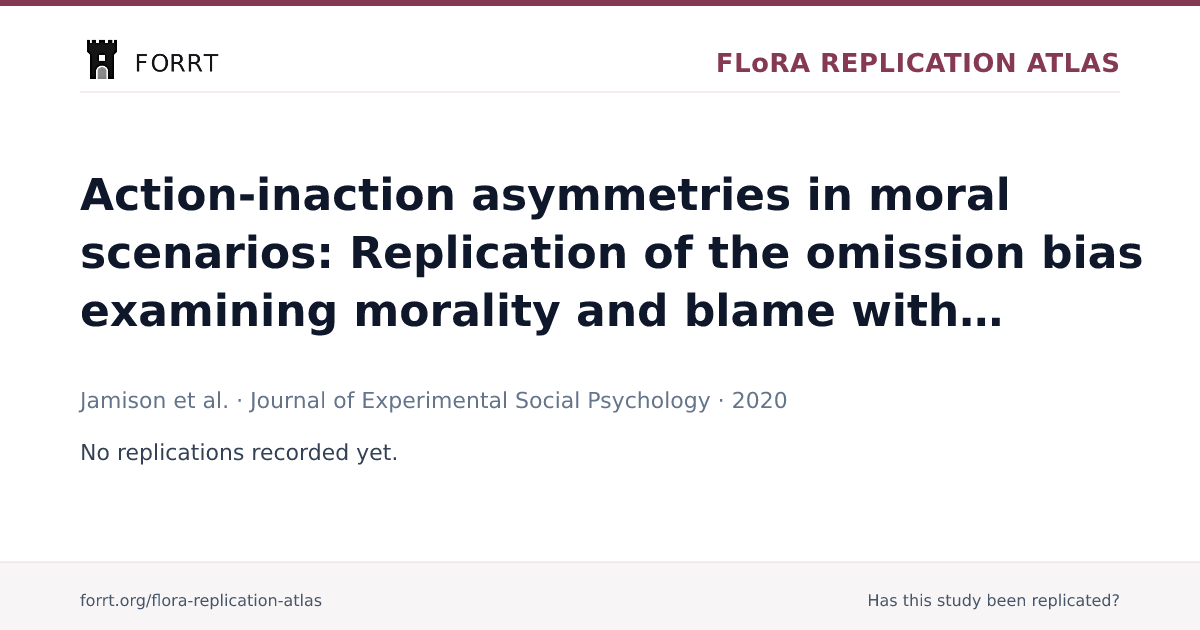 FORRT
FLoRA REPLICATION ATLAS
Action-inaction asymmetries in moral
scenarios: Replication of the omission bias
examining morality and blame with…
Jamison et al. · Journal of Experimental Social Psychology · 2020
No replications recorded yet.
forrt.org/flora-replication-atlas
Has this study been replicated?